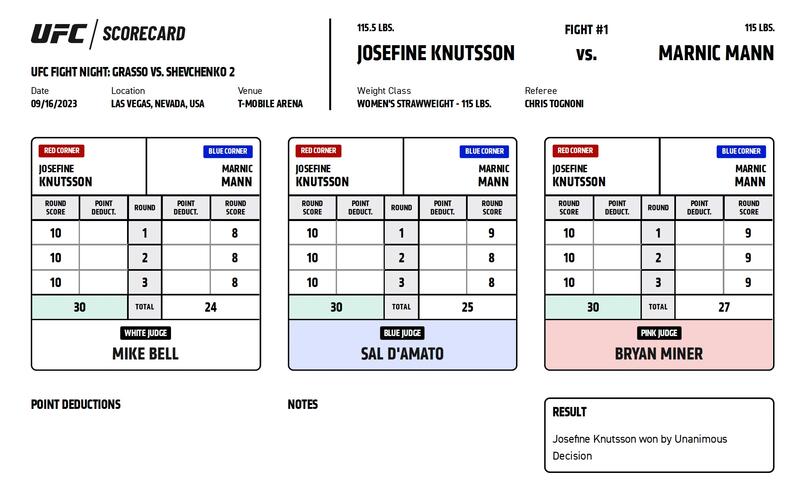 UFC SCORECARD
UFC FIGHT NIGHT: GRASSO VS. SHEVCHENKO 2
Date Location Venue
09/16/2023 LAS VEGAS, NEVADA, USA T-MOBILE ARENA
115.5 LBS. FIGHT #1 115 LBS.
JOSEFINE KNUTSSON vs. MARNIC MANN
Weight Class Referee
WOMEN'S STRAWWEIGHT - 115 LBS. CHRIS TOGNONI
RED CORNER BLUE CORNER
JOSEFINE MARNIC
KNUTSSON MANN
ROUND POINT ROUND POINT ROUND
SCORE DEDUCT. DEDUCT. SCORE
10 1 8
10 2 8
10 3 8
30 TOTAL 24
WHITE JUDGE
MIKE BELL
RED CORNER BLUE CORNER
JOSEFINE MARNIC
KNUTSSON MANN
ROUND POINT ROUND POINT ROUND
SCORE DEDUCT. DEDUCT. SCORE
10 1 9
10 2 8
10 3 8
30 TOTAL 25
BLUE JUDGE
SAL D'AMATO
RED CORNER BLUE CORNER
JOSEFINE MARNIC
KNUTSSON MANN
ROUND POINT ROUND POINT ROUND
SCORE DEDUCT. DEDUCT. SCORE
10 1 9
10 2 9
10 3 9
30 TOTAL 27
PINK JUDGE
BRYAN MINER
POINT DEDUCTIONS
NOTES
RESULT
Josefine Knutsson won by Unanimous
Decision